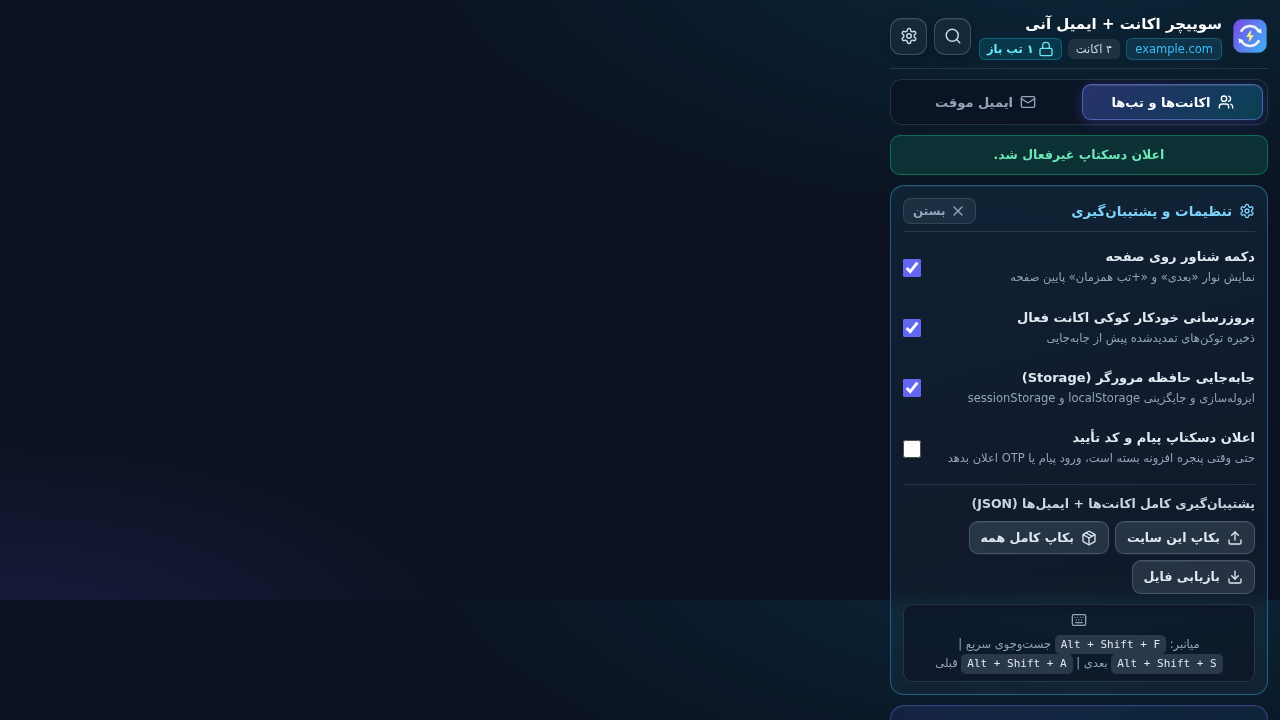 سوییچر اکانت + ایمیل آنی
example.com
۴ اکانت
۱ تب باز
اکانت‌ها و تب‌ها
ایمیل موقت
اعلان دسکتاپ غیرفعال شد.
تنظیمات و پشتیبان‌گیری
بستن
دکمه شناور روی صفحه
نمایش نوار «بعدی» و «+تب همزمان» پایین صفحه
بروزرسانی خودکار کوکی اکانت فعال
ذخیره توکن‌های تمدیدشده پیش از جابه‌جایی
جابه‌جایی حافظه مرورگر (Storage)
ایزوله‌سازی و جایگزینی localStorage و sessionStorage
اعلان دسکتاپ پیام و کد تأیید
حتی وقتی پنجره افزونه بسته است، ورود پیام یا OTP اعلان بدهد
پشتیبان‌گیری کامل اکانت‌ها + ایمیل‌ها (JSON)
بکاپ این سایت
بکاپ کامل همه
بازیابی فایل
میانبر: Alt + Shift + F جست‌وجوی سریع |
Alt + Shift + S بعدی | Alt + Shift + A قبلی